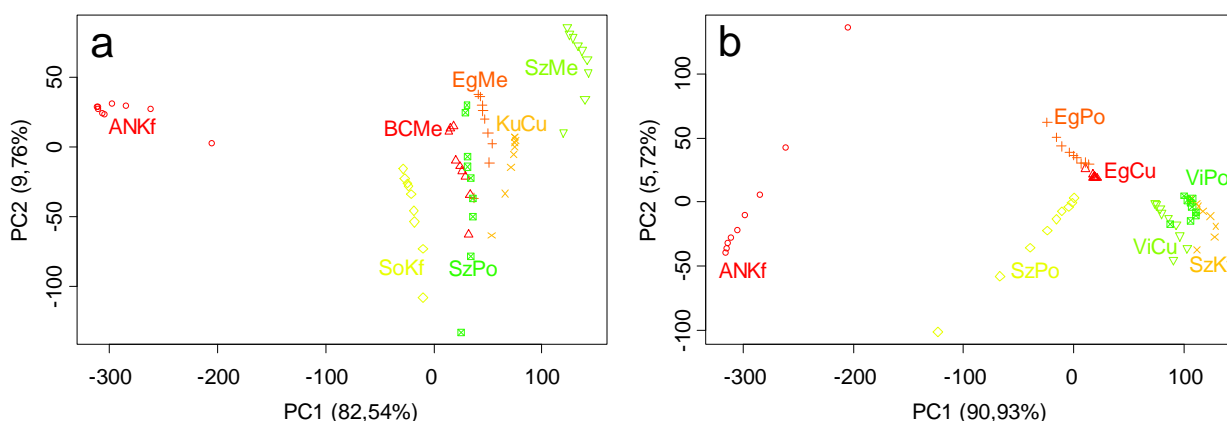 a
50
0
-50
-100
PC2 (9,76%)
ANKf
BCMe
EgMe
KuCu
SzMe
SoKf
SzPo
-300
-200
-100
0
100
PC1 (82,54%)
b
100
50
0
-50
-100
PC2 (5,72%)
ANKf
EgPo
EgCu
SzPo
ViPo
ViCu
SzK
-300
-200
-100
0
100
PC1 (90,93%)